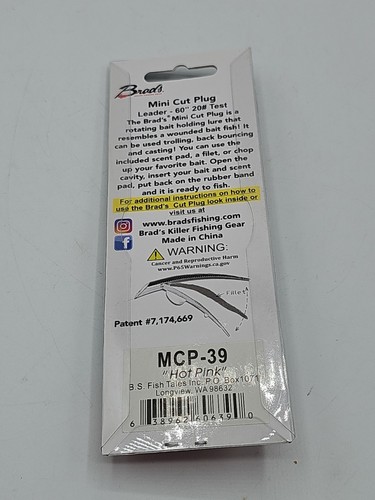 Brad's
Mini Cut Plug
Leader - 60" 20# Test
The Brad's® Mini Cut Plug is a
rotating bait holding lure that
resembles a wounded bait fish! It
can be used trolling, back bouncing
and casting! You can use the
included scent pad, a filet, or chop
up your favorite bait. Open the
cavity, insert your bait and scent
pad, put back on the rubber band
and it is ready to fish.
For additional instructions on how to
use the Brad's Cut Plug look inside or
visit us at
www.bradsfishing.com
Brad's Killer Fishing Gear
Made in China
WARNING:
Cancer and Reproductive Harm
www.P65Warnings.ca.gov
Fillet
Patent #7,174,669
MCP-39
"Hot Pink"
B.S. Fish Tales Inc. P.O. Box1071
Longview, WA 98632
6 38962 60639 0